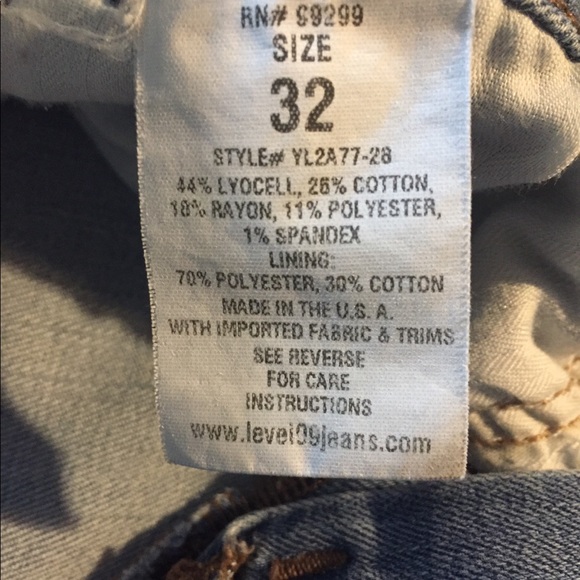 RN# 99299
SIZE
32
STYLE# YL2A77-28
44% LYOCELL, 26% COTTON,
18% RAYON, 11% POLYESTER,
1% SPANDEX
LINING:
70% POLYESTER, 30% COTTON
MADE IN THE U.S.A.
WITH IMPORTED FABRIC & TRIMS
SEE REVERSE
FOR CARE
INSTRUCTIONS
www.level99jeans.com